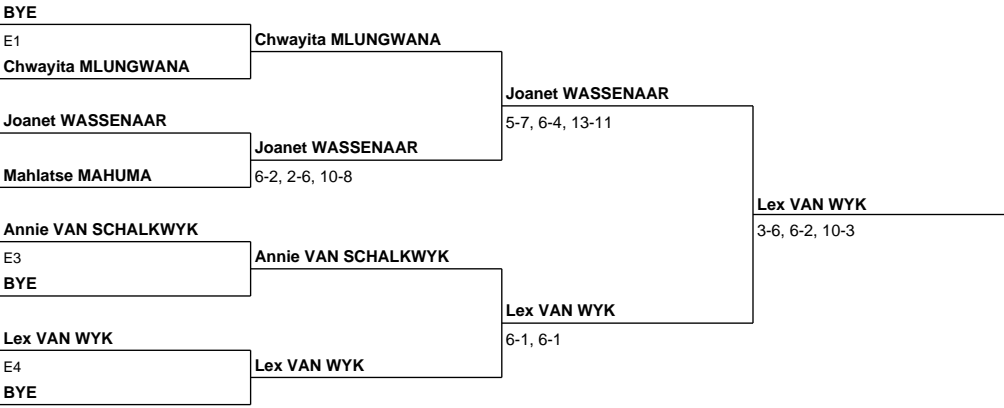 BYE
E1
Chwayita MLUNGWANA
Chwayita MLUNGWANA
Joanet WASSENAAR
5-7, 6-4, 13-11
Joanet WASSENAAR
Joanet WASSENAAR
6-2, 2-6, 10-8
Mahlatse MAHUMA
Lex VAN WYK
3-6, 6-2, 10-3
Annie VAN SCHALKWYK
E3
Annie VAN SCHALKWYK
BYE
Lex VAN WYK
6-1, 6-1
Lex VAN WYK
E4
Lex VAN WYK
BYE